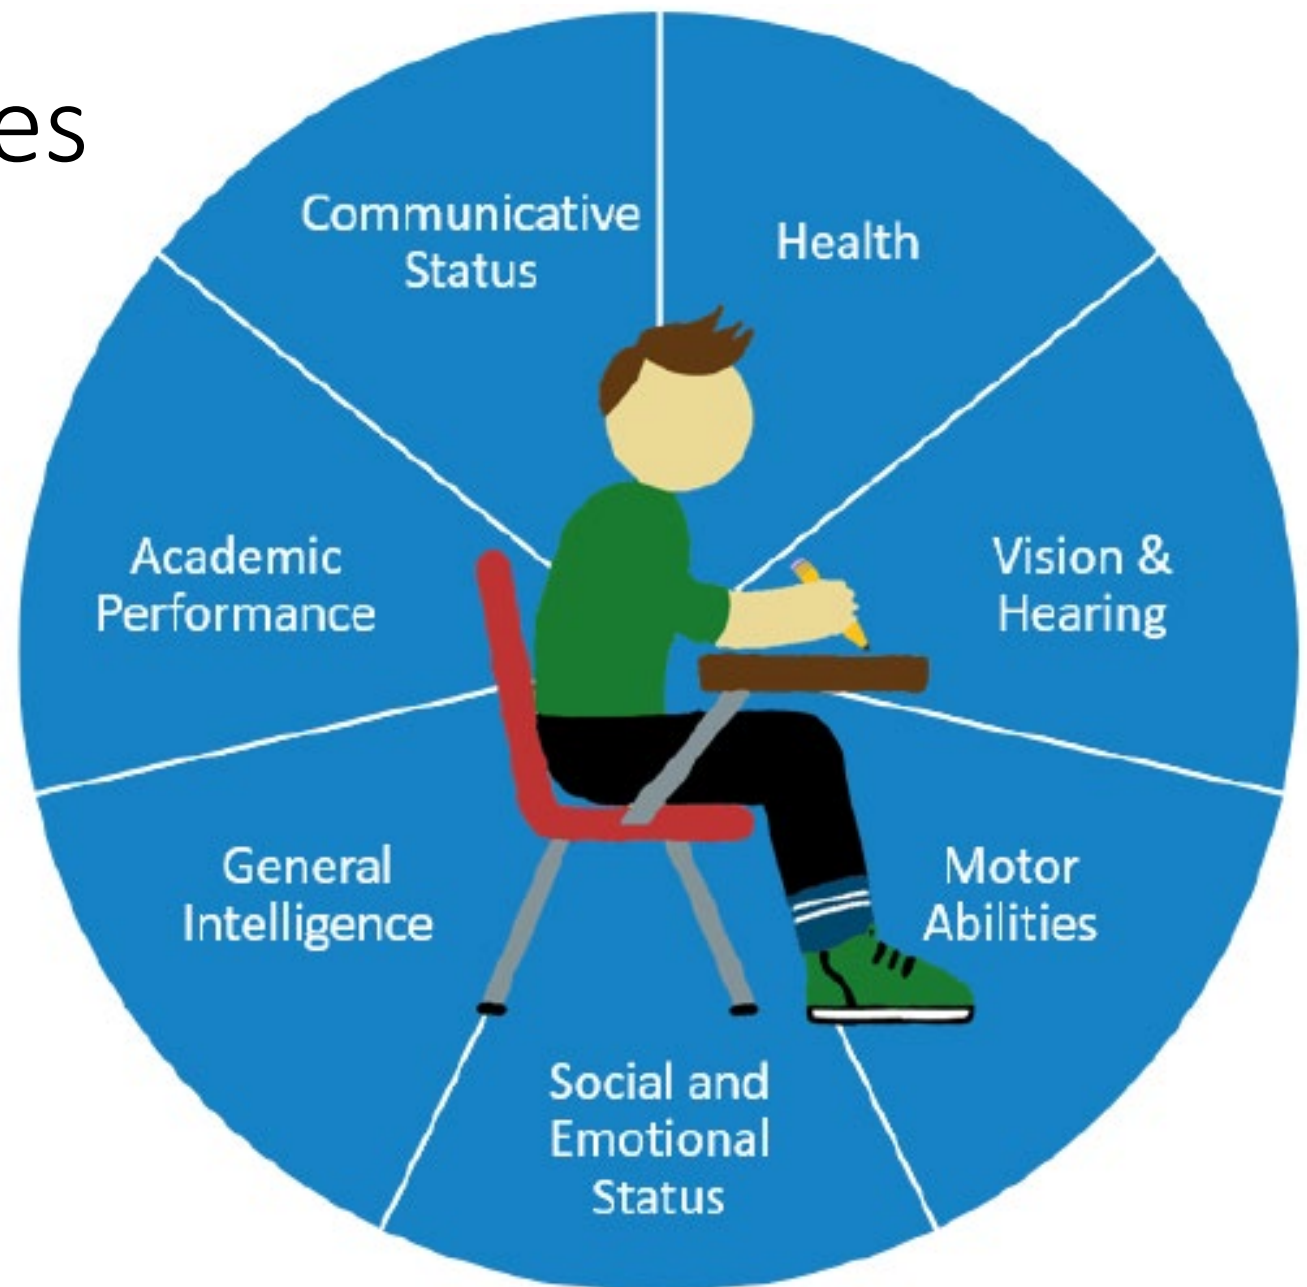 es
Communicative
Status
Health
Vision &
Hearing
Motor
Abilities
Social and
Emotional
Status
General
Intelligence
Academic
Performance